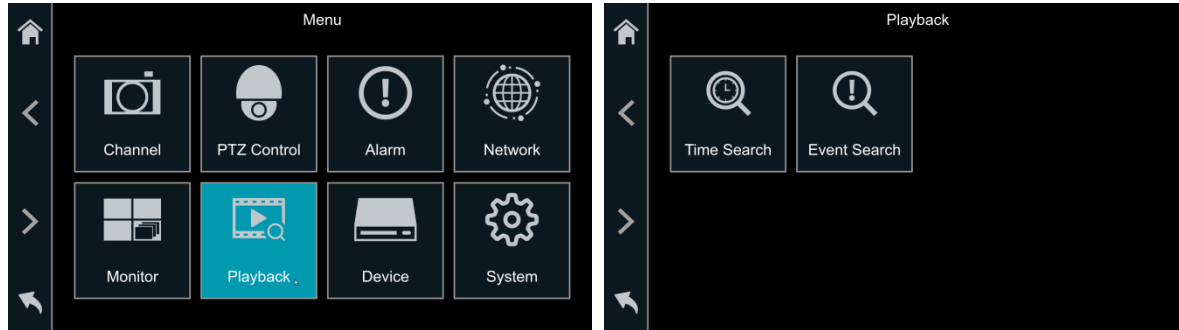 Menu
Channel
PTZ Control
Alarm
Network
Monitor
Playback
Device
System
Playback
Time Search
Event Search